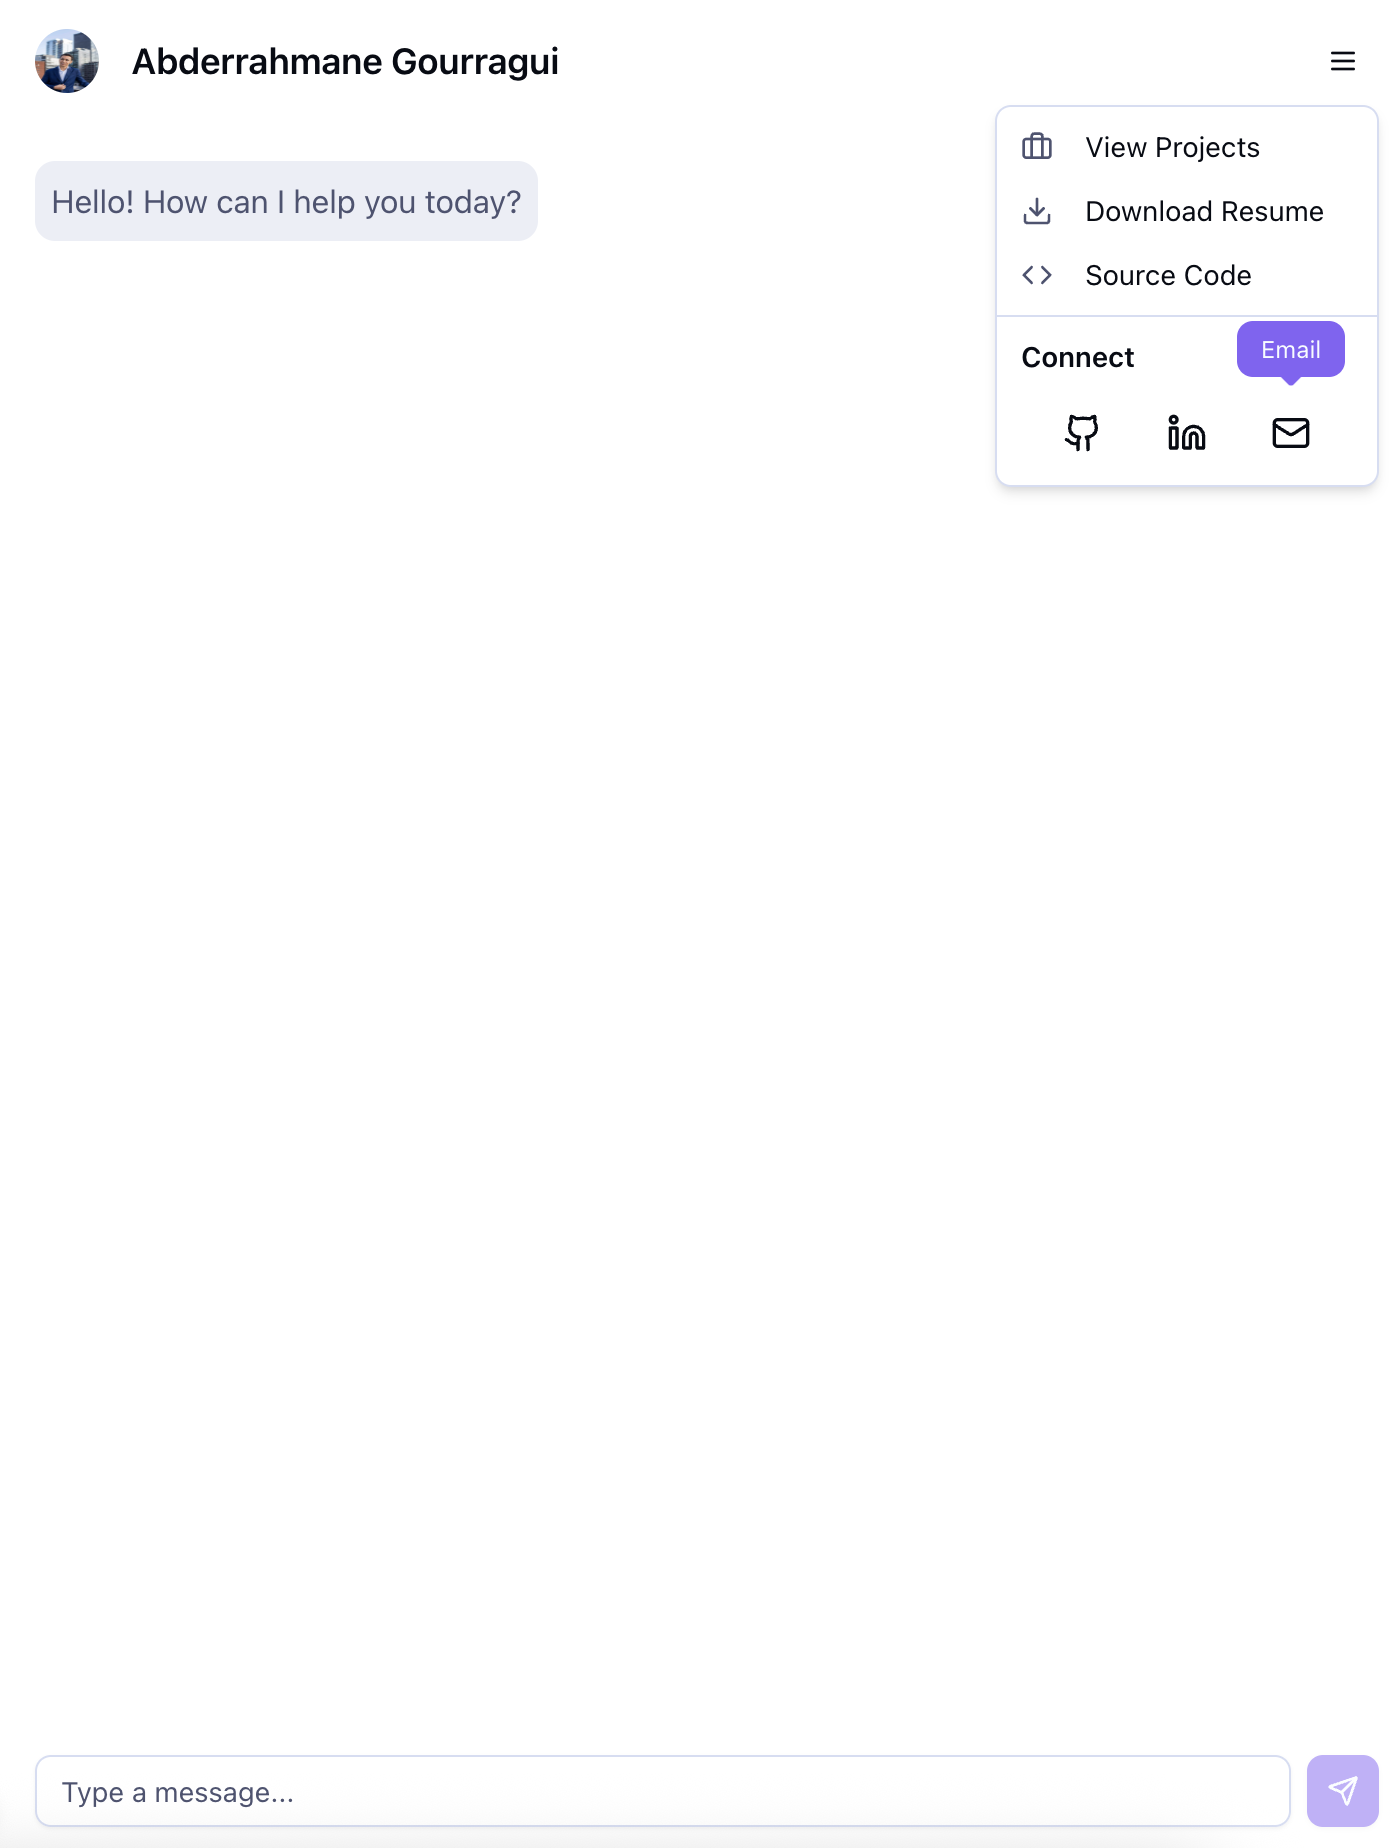 Abderrahmane Gourragui
Hello! How can I help you today?
View Projects
Download Resume
Source Code
Connect
Email
Type a message...